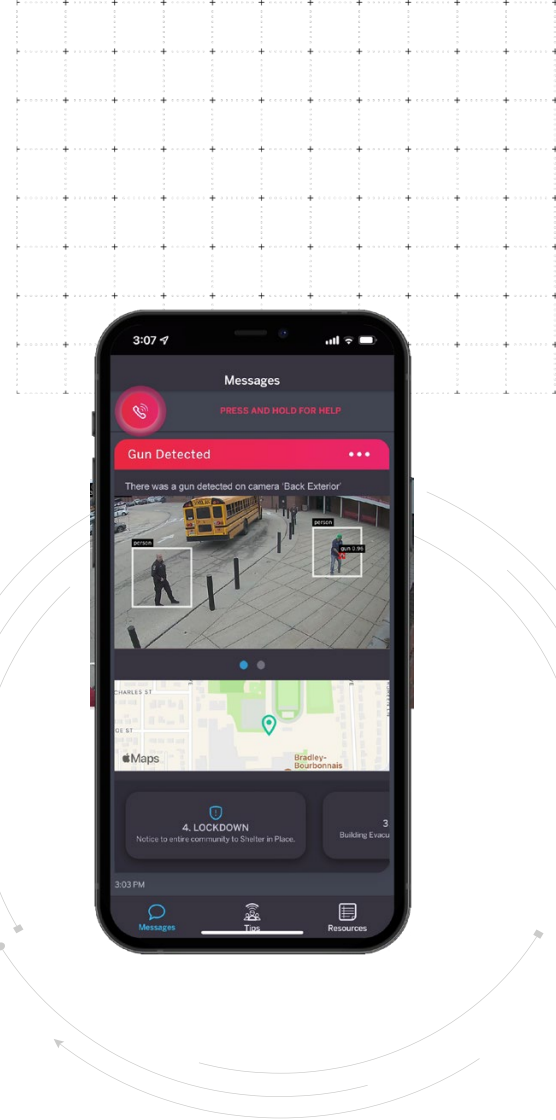 3:07
Messages
PRESS AND HOLD FOR HELP
Gun Detected
There was a gun detected on camera 'Back Exterior'
person
person
gun 0.96
CHARLES ST
GE ST
Maps
Bradley-
Bourbonnais
4. LOCKDOWN
Notice to entire community to Shelter in Place.
3
Building Evacu
3:03 PM
Messages
Tips
Resources